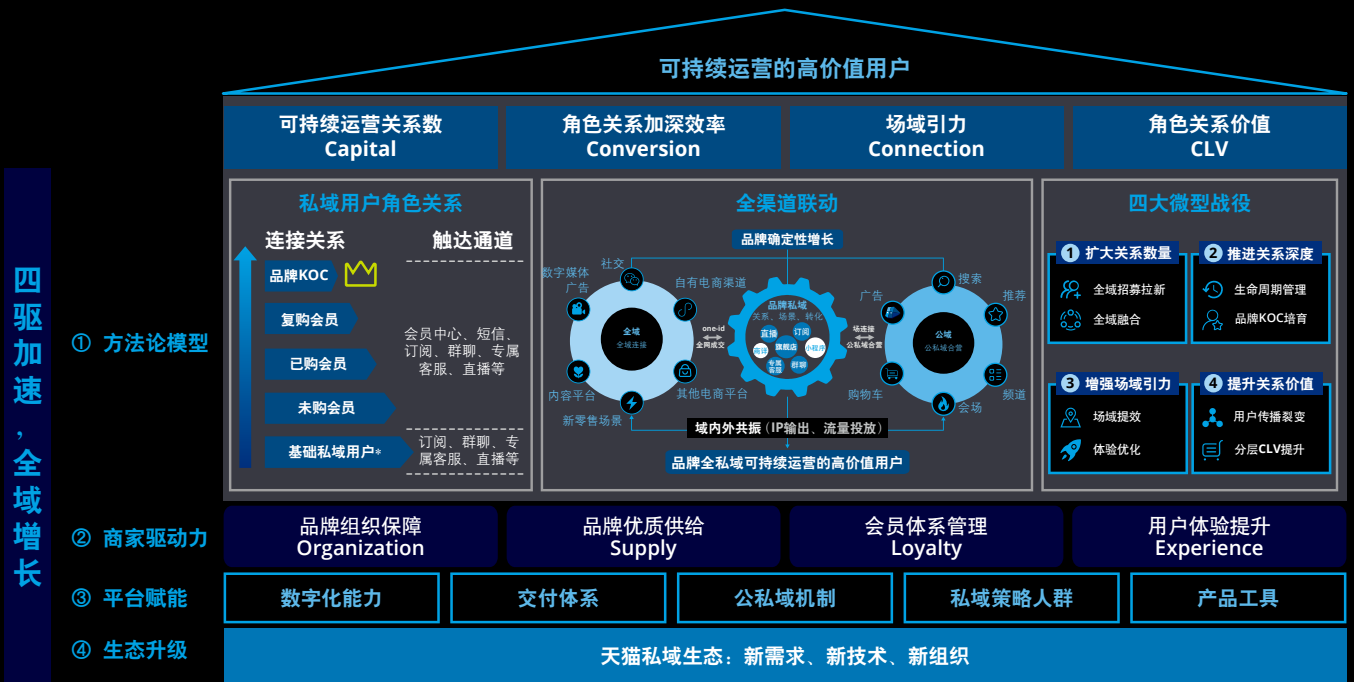 可持续运营的高价值用户
可持续运营关系数
Capital
角色关系加深效率
Conversion
场域引力
Connection
角色关系价值
CLV
四驱加速,全域增长
① 方法论模型
私域用户角色关系
连接关系
触达通道
品牌KOC
复购会员
已购会员
未购会员
基础私域用户*
会员中心、短信、
订阅、群聊、专属
客服、直播等
订阅、群聊、专
属客服、直播等
全渠道联动
品牌确定性增长
社交
数字媒体
广告
自有电商渠道
全域
全域连接
内容平台
其他电商平台
新零售场景
one-id
全网成交
品牌私域
关系、场景、转化
直播
订阅
旗舰店
小程序
专属
客服
群聊
场连接
公私域合营
搜索
广告
推荐
公域
公私域合营
购物车
频道
会场
域内外共振(IP输出、流量投放)
品牌全私域可持续运营的高价值用户
四大微型战役
1 扩大关系数量
全域招募拉新
全域融合
2 推进关系深度
生命周期管理
品牌KOC培育
3 增强场域引力
场域提效
体验优化
4 提升关系价值
用户传播裂变
分层CLV提升
② 商家驱动力
品牌组织保障
Organization
品牌优质供给
Supply
会员体系管理
Loyalty
用户体验提升
Experience
③ 平台赋能
数字化能力
交付体系
公私域机制
私域策略人群
产品工具
④ 生态升级
天猫私域生态：新需求、新技术、新组织